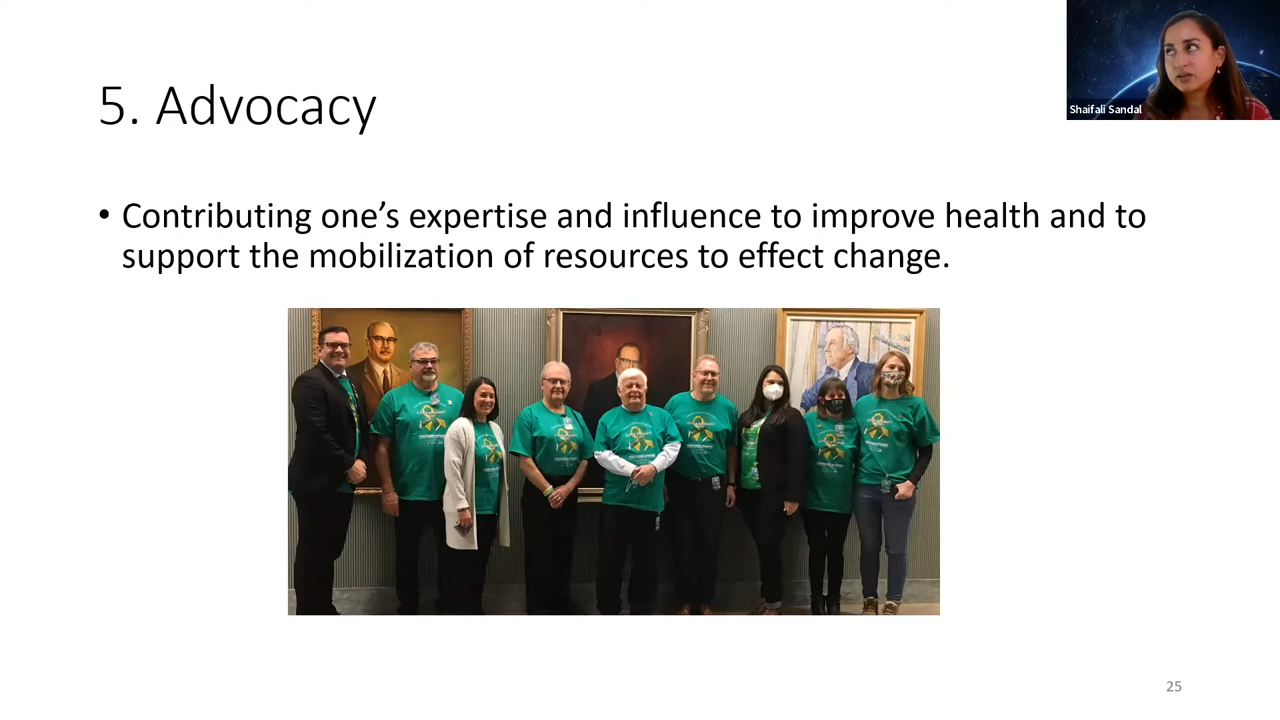 Shaifali Sandal
5. Advocacy
• Contributing one’s expertise and influence to improve health and to
support the mobilization of resources to effect change.
25